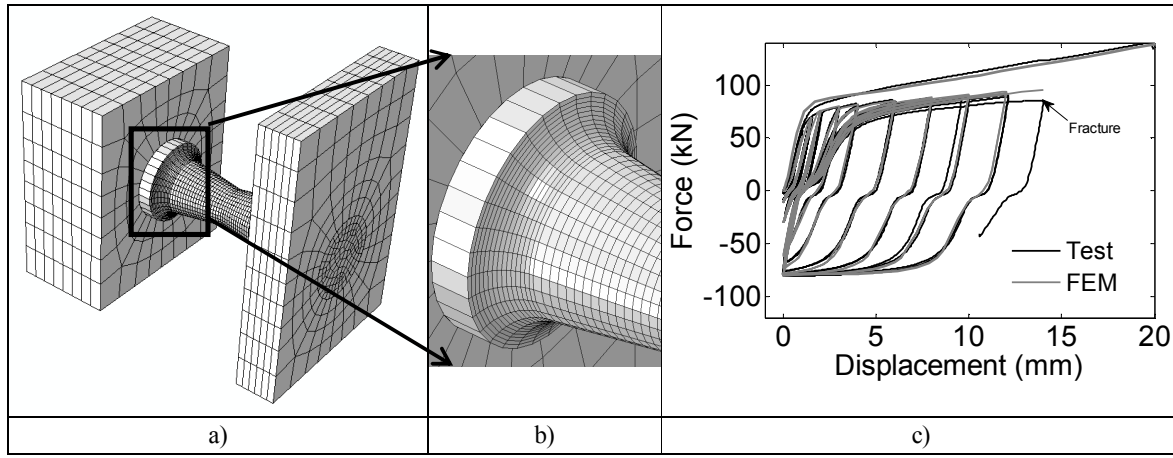 100
50
0
-50
-100
Force (kN)
Fracture
Test
FEM
0 5 10 15 20
Displacement (mm)
a) b) c)